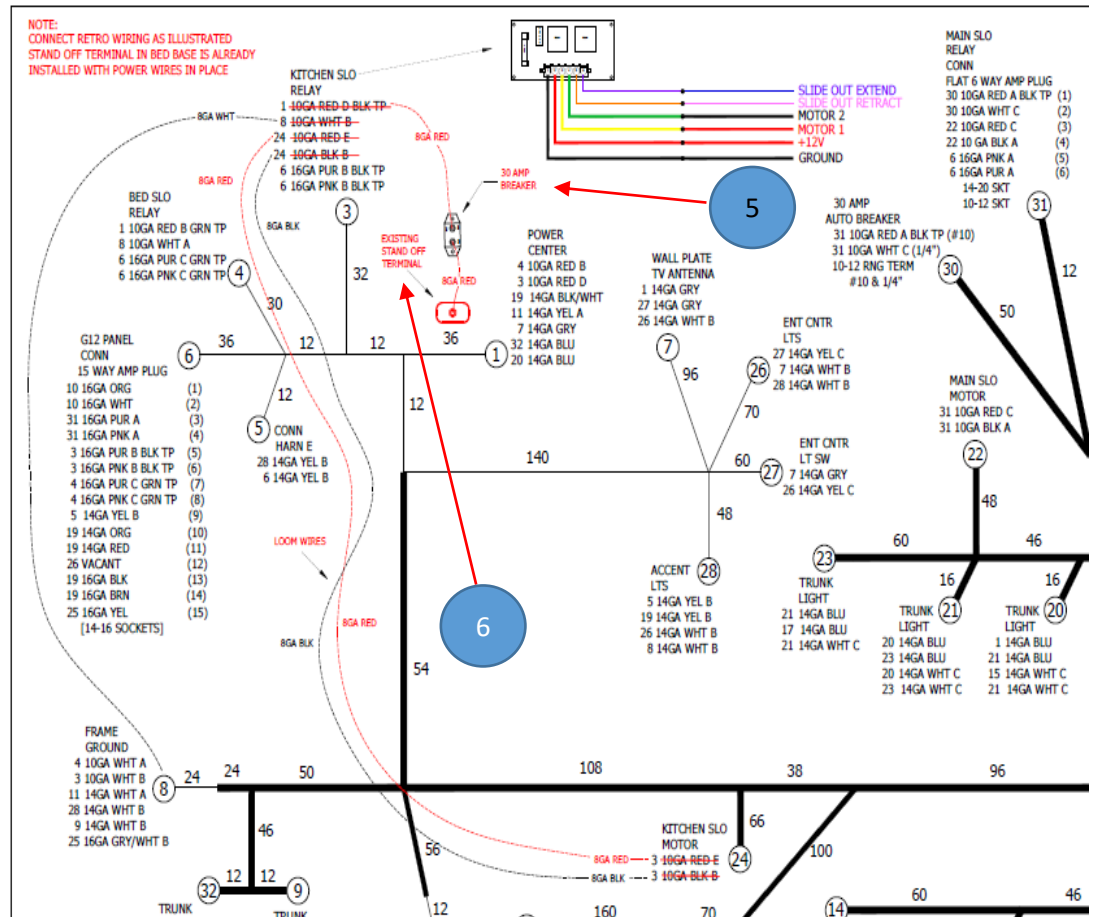 NOTE:
CONNECT RETRO WIRING AS ILLUSTRATED
STAND OFF TERMINAL IN BED BASE IS ALREADY
INSTALLED WITH POWER WIRES IN PLACE
KITCHEN SLO
RELAY
1 10GA RED D BLK TP
8 10GA WHT B
24 10GA RED E
24 10GA BLK B
6 16GA PUR B BLK TP
6 16GA PNK B BLK TP
3
8GA WHT
8GA RED
8GA BLK
8GA RED
SLIDE OUT EXTEND
SLIDE OUT RETRACT
MOTOR 2
MOTOR 1
+12V
GROUND
MAIN SLO
RELAY
CONN
FLAT 6 WAY AMP PLUG
30 10GA RED A BLK TP (1)
30 10GA WHT C (2)
22 10GA RED C (3)
22 10 GA BLK A (4)
6 16GA PNK A (5)
6 16GA PUR A (6)
14-20 SKT
10-12 SKT
31
12
30 AMP
BREAKER
5
EXISTING
STAND OFF
TERMINAL
8GA RED
BED SLO
RELAY
1 10GA RED B GRN TP
8 10GA WHT A
6 16GA PUR C GRN TP
6 16GA PNK C GRN TP
4
30
32
POWER
CENTER
4 10GA RED B
3 10GA RED D
19 14GA BLK/WHT
11 14GA YEL A
7 14GA GRY
32 14GA BLU
20 14GA BLU
1
36
12
12
36
12
12
WALL PLATE
TV ANTENNA
1 14GA GRY
27 14GA GRY
26 14GA WHT B
7
96
30 AMP
AUTO BREAKER
31 10GA RED A BLK TP (#10)
31 10GA WHT C (1/4")
10-12 RNG TERM
#10 & 1/4"
30
50
ENT CNTR
LTS
27 14GA YEL C
7 14GA WHT B
28 14GA WHT B
26
70
G12 PANEL
CONN
15 WAY AMP PLUG
6
10 16GA ORG (1)
10 16GA WHT (2)
31 16GA PUR A (3)
31 16GA PNK A (4)
3 16GA PUR B BLK TP (5)
3 16GA PNK B BLK TP (6)
4 16GA PUR C GRN TP (7)
4 16GA PNK C GRN TP (8)
5 14GA YEL B (9)
19 14GA ORG (10)
19 14GA RED (11)
26 VACANT (12)
19 16GA BLK (13)
19 16GA BRN (14)
25 16GA YEL (15)
[14-16 SOCKETS]
5
CONN
HARN E
28 14GA YEL B
6 14GA YEL B
MAIN SLO
MOTOR
31 10GA RED C
31 10GA BLK A
22
48
140
60
ENT CNTR
LT SW
7 14GA GRY
26 14GA YEL C
27
48
LOOM WIRES
ACCENT
LTS
5 14GA YEL B
19 14GA YEL B
26 14GA WHT B
8 14GA WHT B
28
6
8GA RED
8GA BLK
54
23
TRUNK
LIGHT
21 14GA BLU
17 14GA BLU
21 14GA WHT C
60
46
16
16
TRUNK
LIGHT
20 14GA BLU
23 14GA BLU
20 14GA WHT C
23 14GA WHT C
21
TRUNK
LIGHT
1 14GA BLU
21 14GA BLU
15 14GA WHT C
21 14GA WHT C
20
FRAME
GROUND
4 10GA WHT A
3 10GA WHT B
11 14GA WHT A
28 14GA WHT B
9 14GA WHT B
25 16GA GRY/WHT B
8
24
24
50
108
38
96
46
12
12
32
9
TRUNK
TRUNK
56
12
KITCHEN SLO
MOTOR
8GA RED
3 10GA RED E
8GA BLK
3 10GA BLK B
24
66
100
160
70
14
60
46